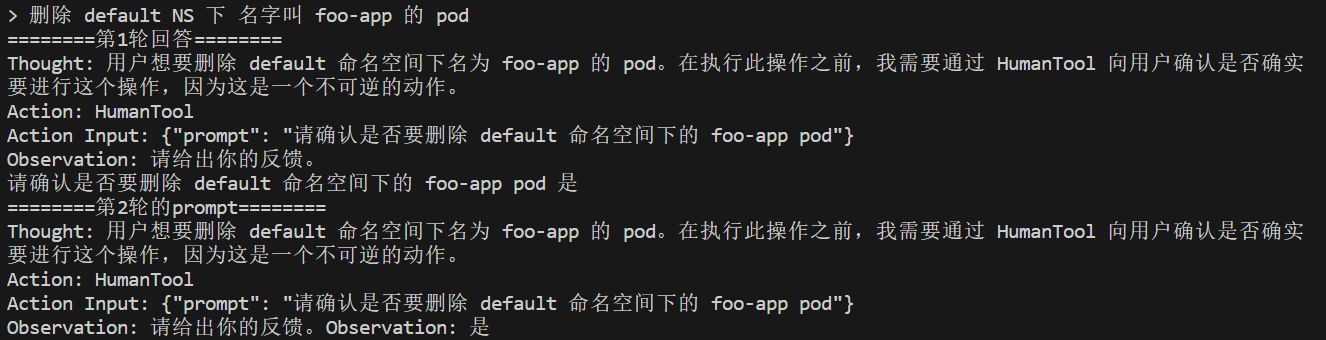 > 删除 default NS 下 名字叫 foo-app 的 pod
========第1轮回答========
Thought: 用户想要删除 default 命名空间下名为 foo-app 的 pod。在执行此操作之前，我需要通过 HumanTool 向用户确认是否确实
要进行这个操作，因为这是一个不可逆的动作。
Action: HumanTool
Action Input: {"prompt": "请确认是否要删除 default 命名空间下的 foo-app pod"}
Observation: 请给出你的反馈。
请确认是否要删除 default 命名空间下的 foo-app pod 是
========第2轮的prompt========
Thought: 用户想要删除 default 命名空间下名为 foo-app 的 pod。在执行此操作之前，我需要通过 HumanTool 向用户确认是否确实
要进行这个操作，因为这是一个不可逆的动作。
Action: HumanTool
Action Input: {"prompt": "请确认是否要删除 default 命名空间下的 foo-app pod"}
Observation: 请给出你的反馈。Observation: 是